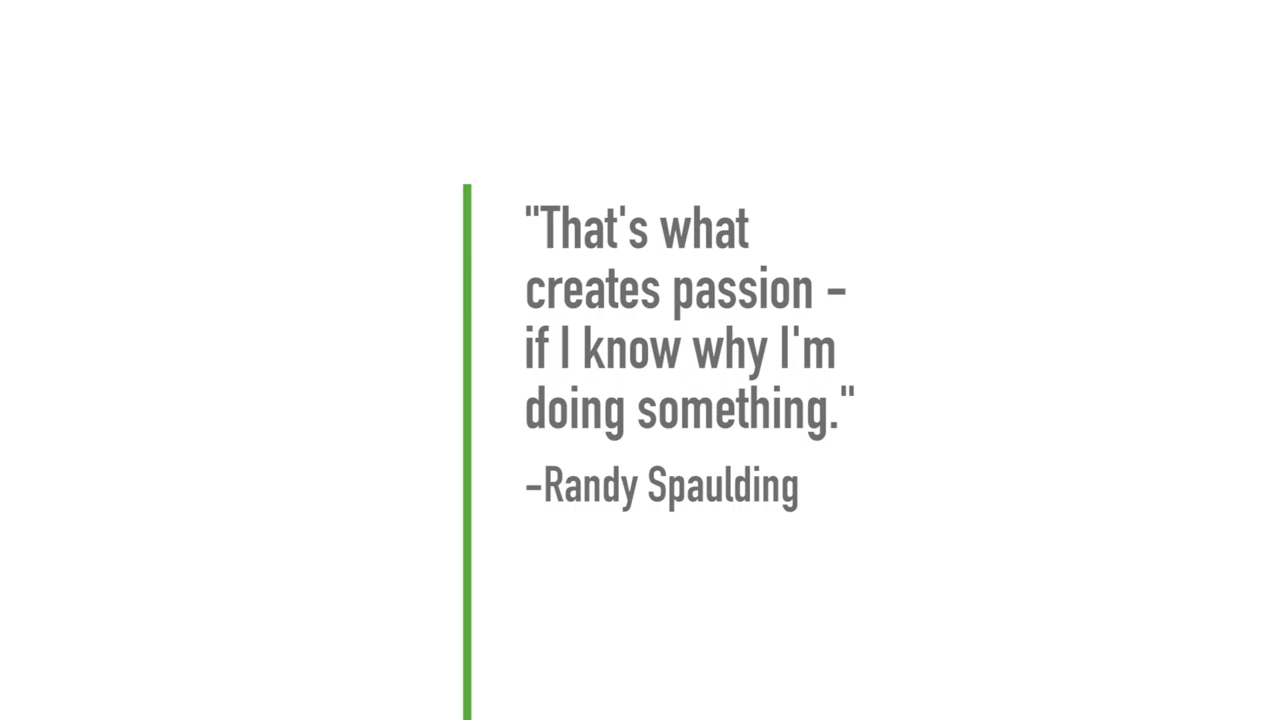 "That's what
creates passion -
if I know why I'm
doing something."
-Randy Spaulding